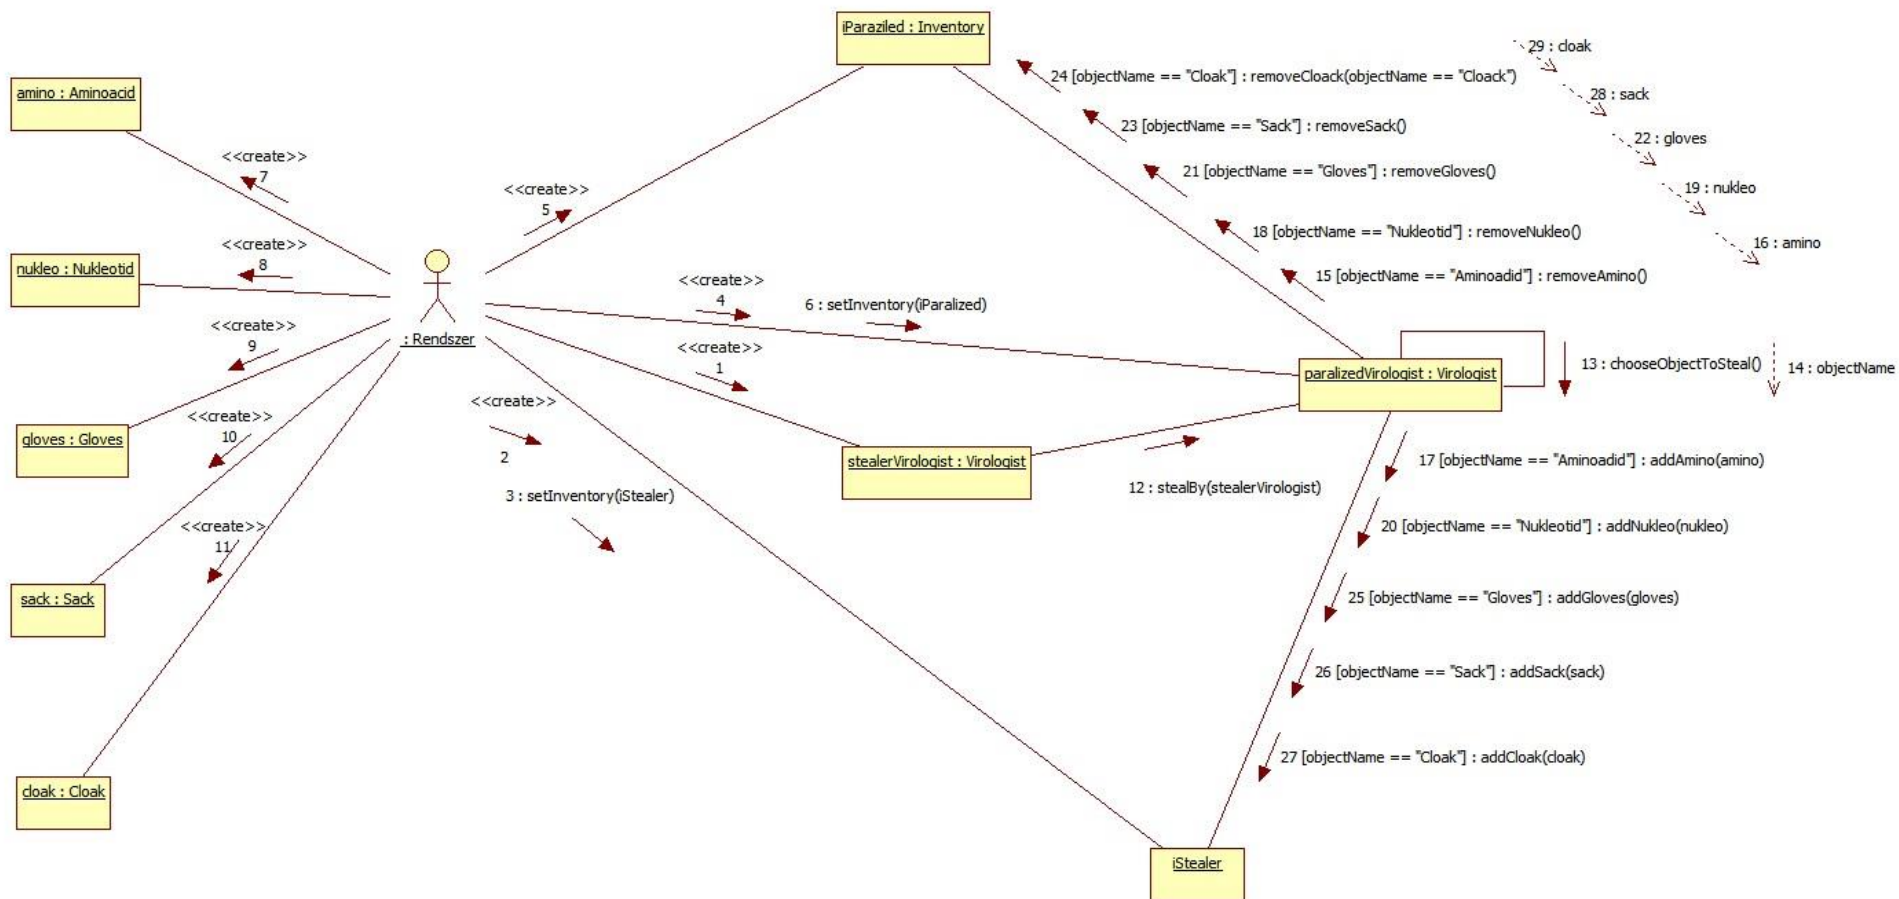 iParaziled : Inventory
29 : cloak
24 [objectName == "Cloak"] : removeCloack(objectName == "Cloack")
amino : Aminoacid
28 : sack
23 [objectName == "Sack"] : removeSack()
22 : gloves
<<create>>
7
21 [objectName == "Gloves"] : removeGloves()
<<create>>
5
19 : nukleo
18 [objectName == "Nukleotid"] : removeNukleo()
16 : amino
<<create>>
8
nukleo : Nukleotid
15 [objectName == "Aminoadid"] : removeAmino()
<<create>>
4
6 : setInventory(iParalized)
<<create>>
9
: Rendszer
<<create>>
1
13 : chooseObjectToSteal()
14 : objectName
paralizedVirologist : Virologist
<<create>>
2
<<create>>
10
gloves : Gloves
stealerVirologist : Virologist
17 [objectName == "Aminoadid"] : addAmino(amino)
3 : setInventory(iStealer)
12 : stealBy(stealerVirologist)
<<create>>
11
20 [objectName == "Nukleotid"] : addNukleo(nukleo)
sack : Sack
25 [objectName == "Gloves"] : addGloves(gloves)
26 [objectName == "Sack"] : addSack(sack)
27 [objectName == "Cloak"] : addCloak(cloak)
cloak : Cloak
iStealer